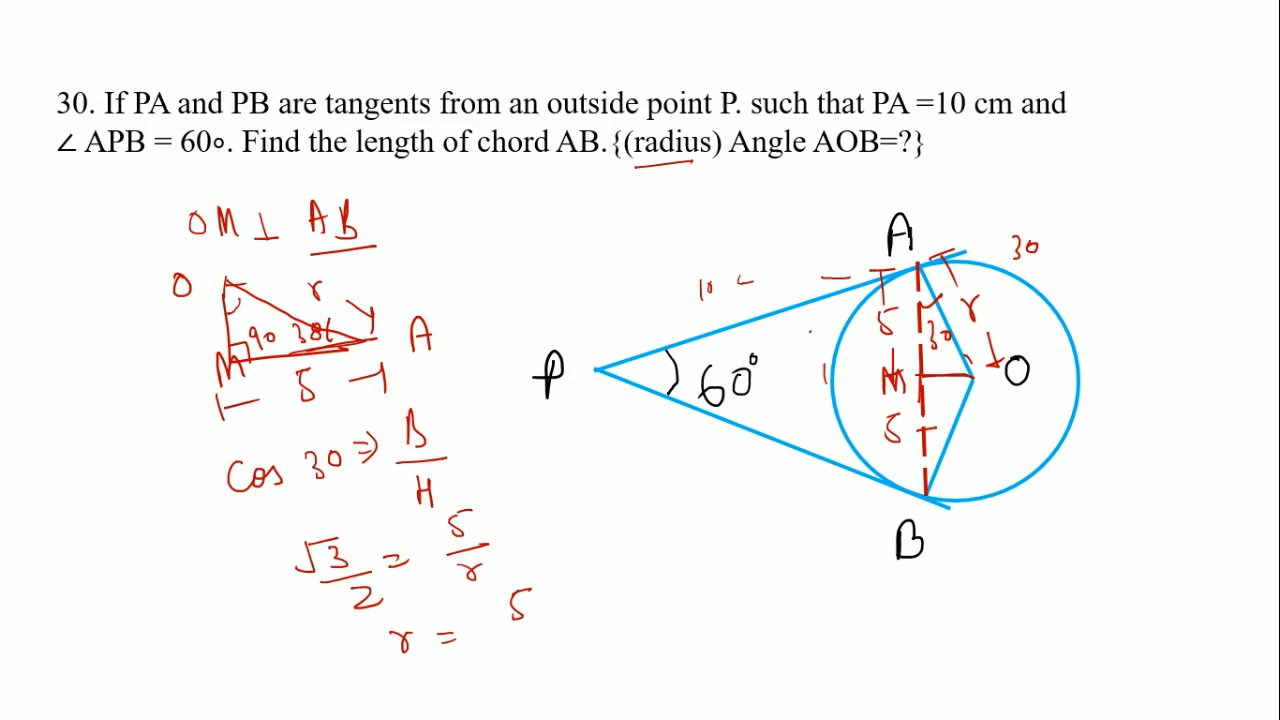 30. If PA and PB are tangents from an outside point P. such that PA =10 cm and
∠ APB = 60∘. Find the length of chord AB.{(radius) Angle AOB=?}
OM ⊥ AB
O
r
90 30
A
M
5
Cos 30 ⇒ B/H
√3/2 = 5/r
r = 5
A
30
10
r
5
30
P
60°
M
O
5
B